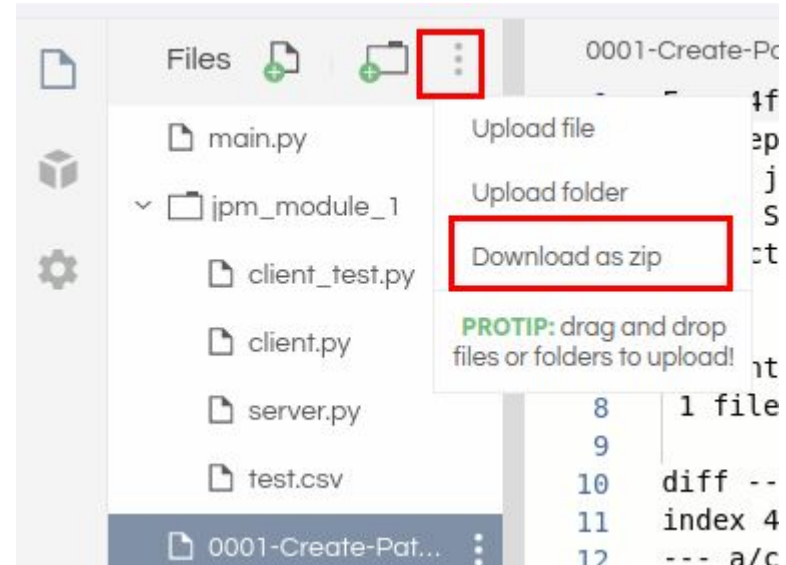 Files
main.py
jpm_module_1
client_test.py
client.py
server.py
test.csv
0001-Create-Pat...
Upload file
Upload folder
Download as zip
PROTIP: drag and drop
files or folders to upload!
0001-Create-Pa
8 1 file
9
10 diff --
11 index 4
12 --- a/c